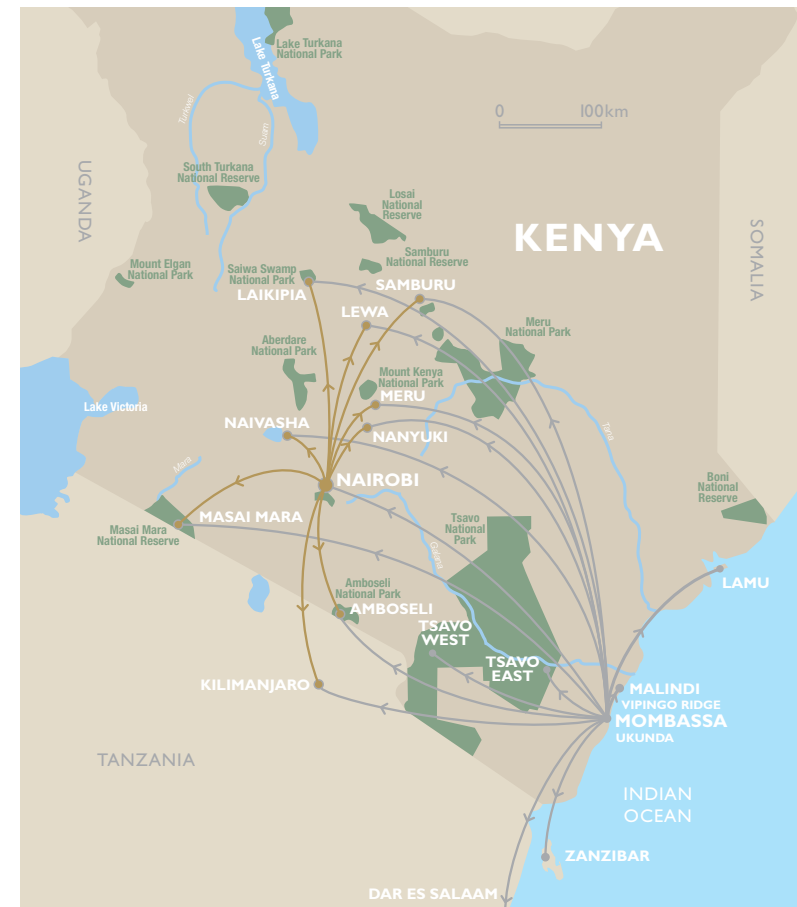 Lake Turkana
National Park
Lake Turkana
0 100km
Turkwel
Suam
UGANDA
South Turkana
National Reserve
Losai
National
Reserve
KENYA
SOMALIA
Samburu
National Reserve
Mount Elgan
National Park
Saiwa Swamp
National Park
LAIKIPIA
SAMBURU
LEWA
Meru
National Park
Aberdare
National Park
Mount Kenya
National Park
MERU
Lake Victoria
NAIVASHA
NANYUKI
Tana
Mara
NAIROBI
Boni
National
Reserve
MASAI MARA
Masai Mara
National Reserve
Tsavo
National
Park
Galana
LAMU
Amboseli
National Park
AMBOSELI
TSAVO
WEST
TSAVO
EAST
KILIMANJARO
MALINDI
VIPINGO RIDGE
MOMBASSA
UKUNDA
TANZANIA
INDIAN
OCEAN
ZANZIBAR
DAR ES SALAAM